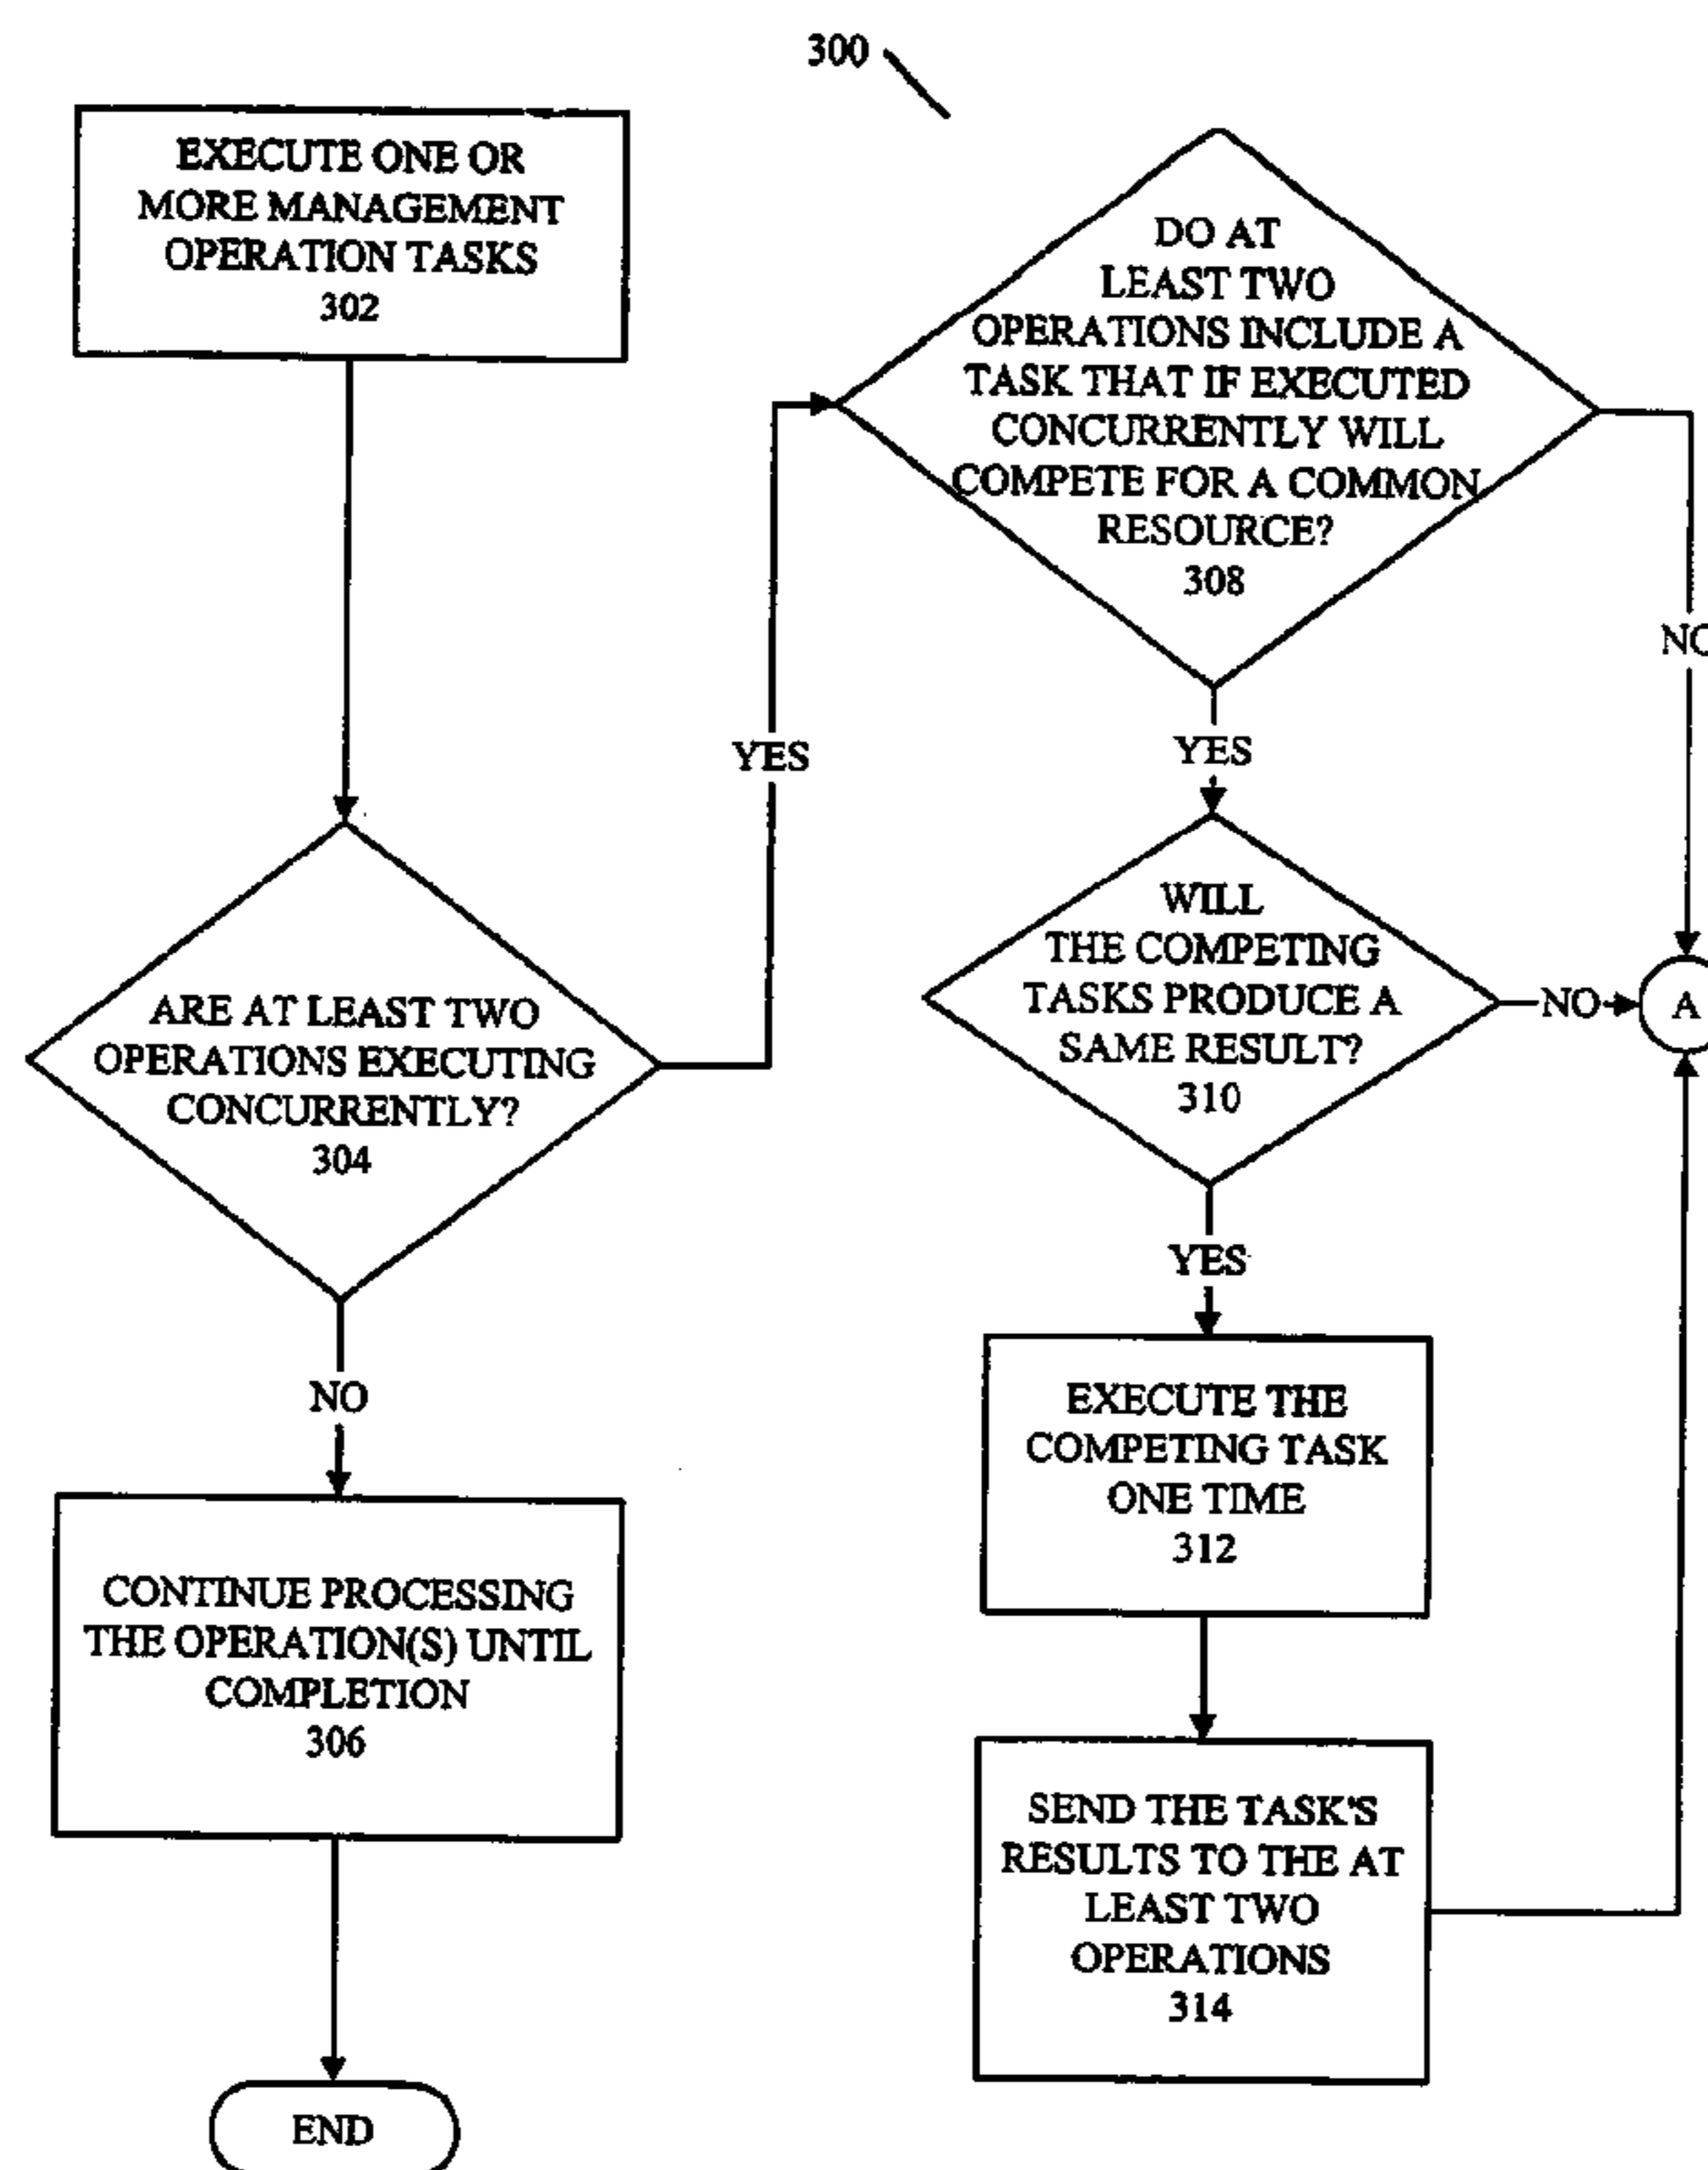 300
EXECUTE ONE OR
MORE MANAGEMENT
OPERATION TASKS
302
ARE AT LEAST TWO
OPERATIONS EXECUTING
CONCURRENTLY?
304
YES
NO
CONTINUE PROCESSING
THE OPERATION(S) UNTIL
COMPLETION
306
END
DO AT
LEAST TWO
OPERATIONS INCLUDE A
TASK THAT IF EXECUTED
CONCURRENTLY WILL
COMPETE FOR A COMMON
RESOURCE?
308
NO
YES
WILL
THE COMPETING
TASKS PRODUCE A
SAME RESULT?
310
NO
A
YES
EXECUTE THE
COMPETING TASK
ONE TIME
312
SEND THE TASK'S
RESULTS TO THE AT
LEAST TWO
OPERATIONS
314